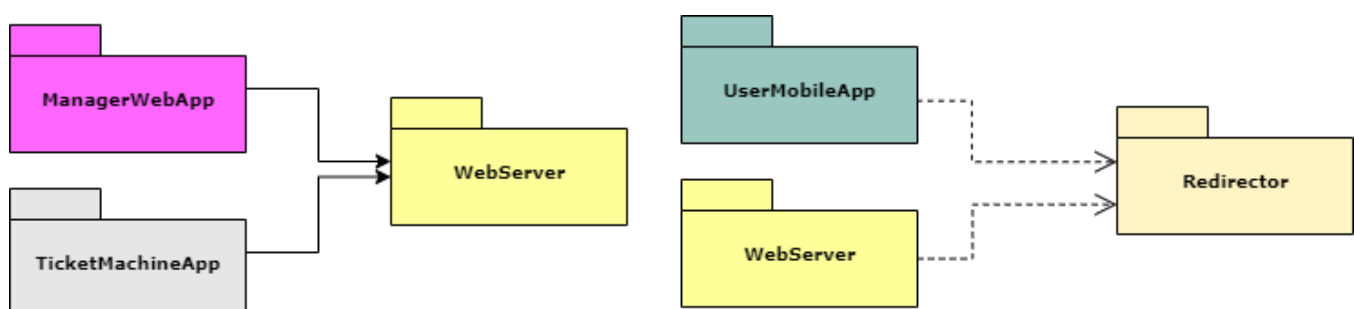 ManagerWebApp
TicketMachineApp
WebServer
UserMobileApp
WebServer
Redirector